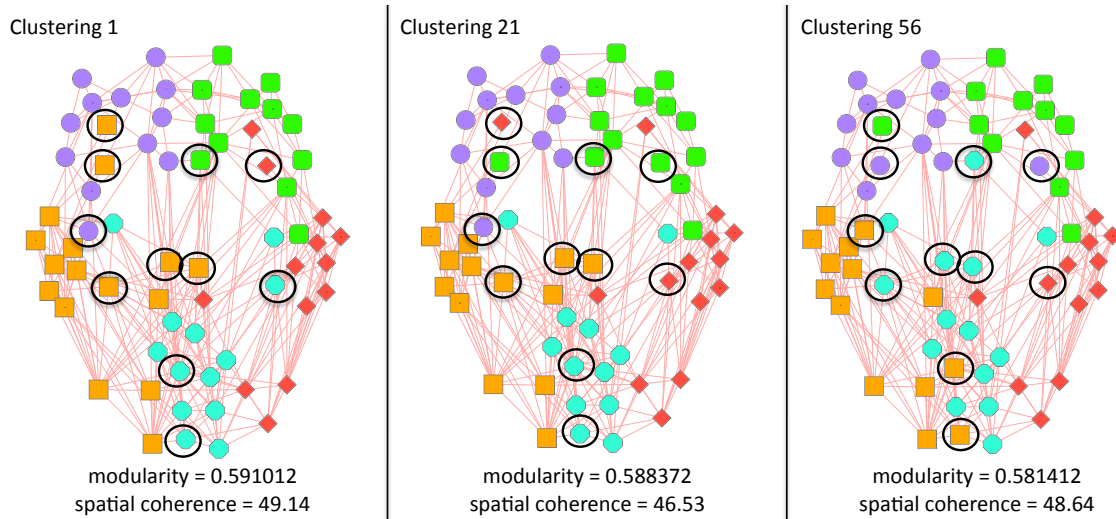 Clustering 1
modularity = 0.591012
spatial coherence = 49.14
Clustering 21
modularity = 0.588372
spatial coherence = 46.53
Clustering 56
modularity = 0.581412
spatial coherence = 48.64